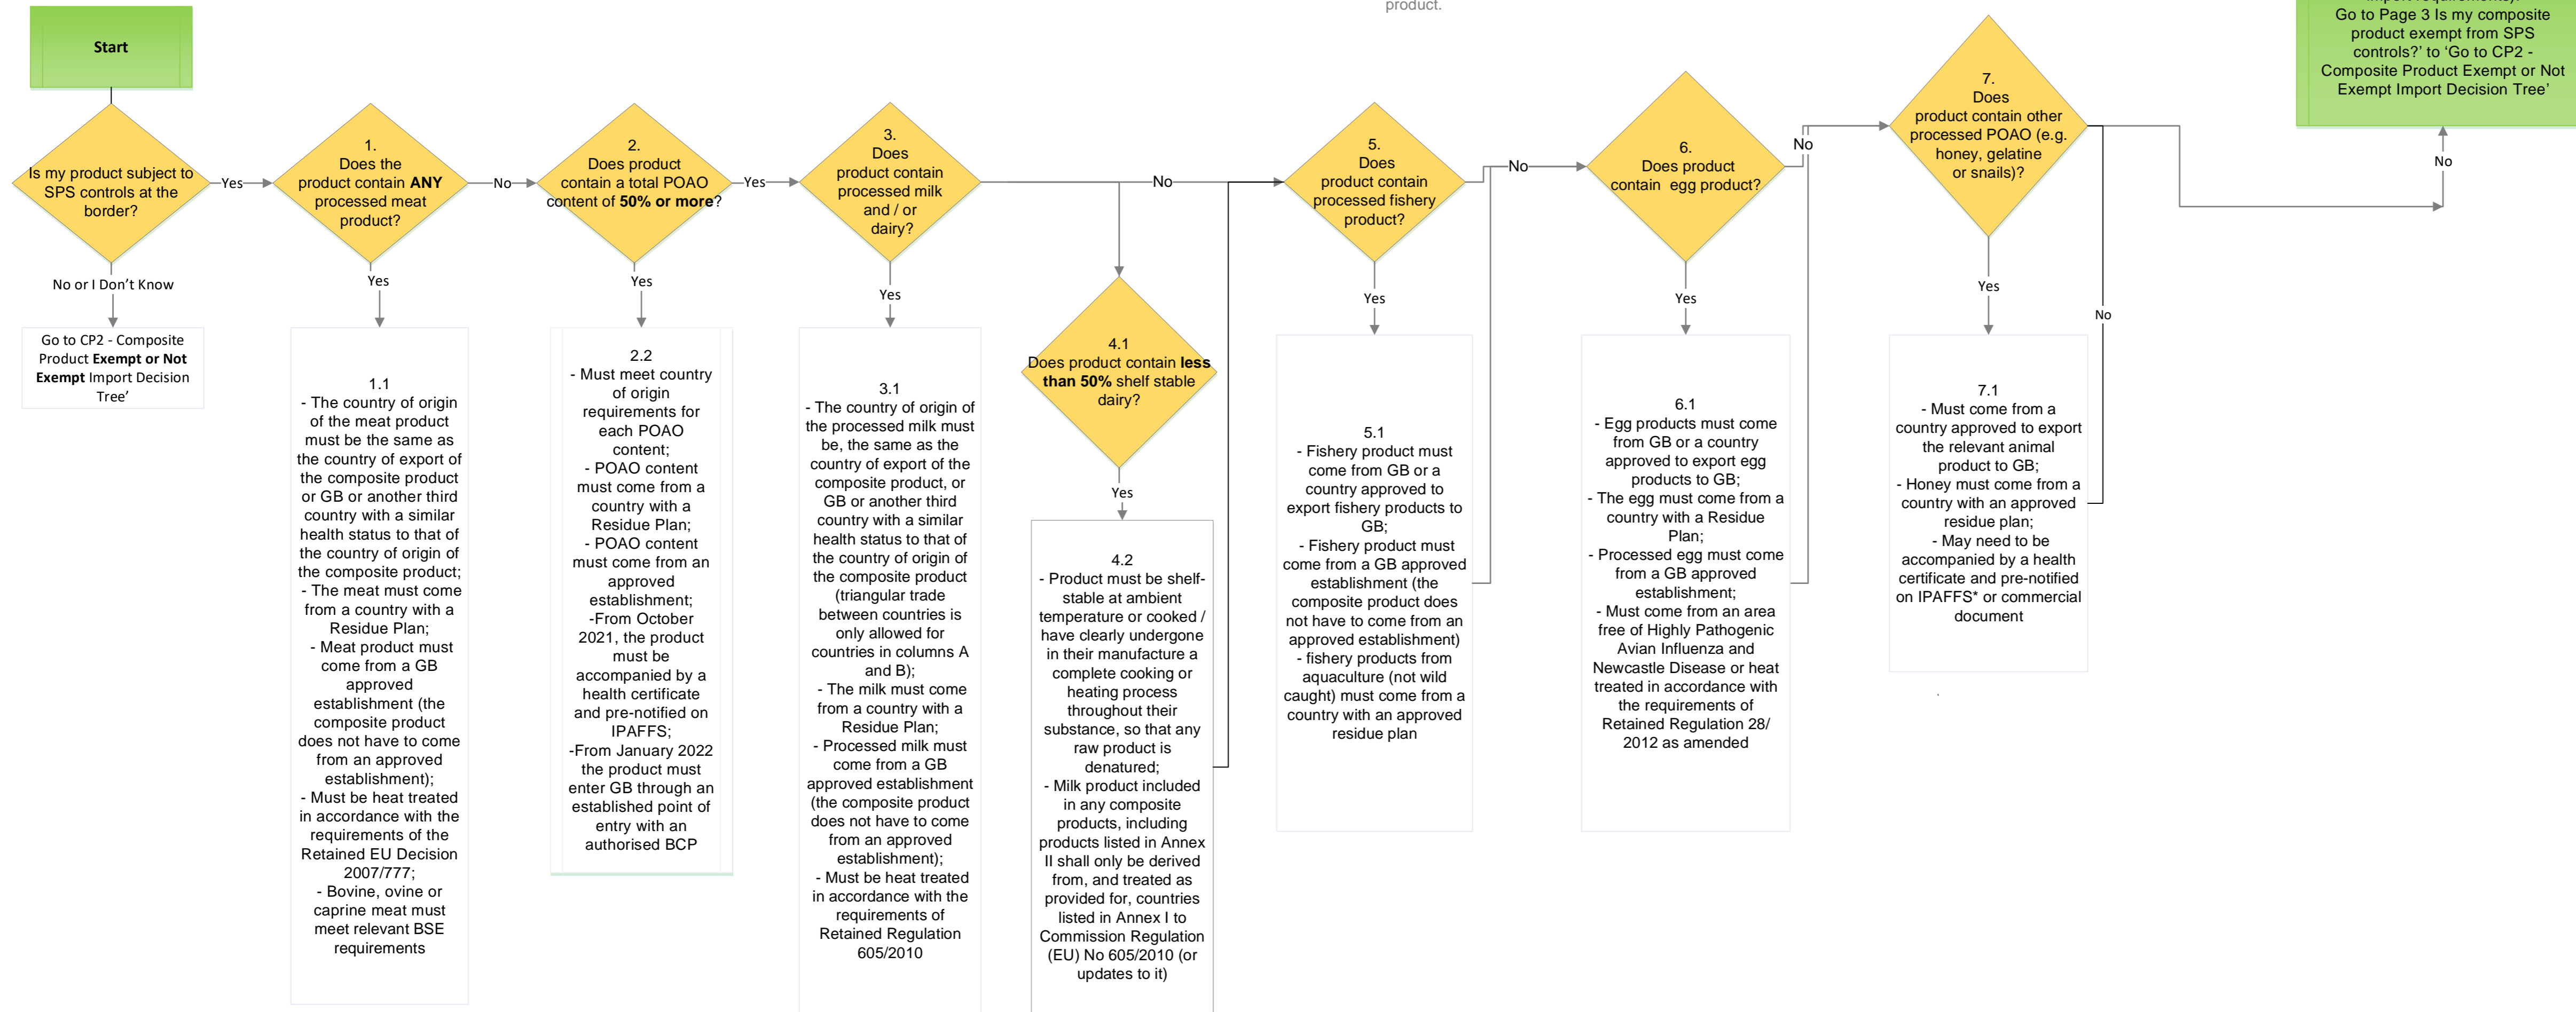 product.
Go to Page 3 Is my composite
product exempt from SPS
controls?’ to ‘Go to CP2 -
Composite Product Exempt or Not
Exempt Import Decision Tree’
Start
Is my product subject to
SPS controls at the
border?
Yes
No or I Don’t Know
Go to CP2 - Composite
Product Exempt or Not
Exempt Import Decision
Tree’
1.
Does the
product contain ANY
processed meat
product?
No
Yes
1.1
- The country of origin
of the meat product
must be the same as
the country of export of
the composite product
or GB or another third
country with a similar
health status to that of
the country of origin of
the composite product;
- The meat must come
from a country with a
Residue Plan;
- Meat product must
come from a GB
approved
establishment (the
composite product
does not have to come
from an approved
establishment);
- Must be heat treated
in accordance with the
requirements of the
Retained EU Decision
2007/777;
- Bovine, ovine or
caprine meat must
meet relevant BSE
requirements
2.
Does product
contain a total POAO
content of 50% or more?
Yes
Yes
2.2
- Must meet country
of origin
requirements for
each POAO
content;
- POAO content
must come from a
country with a
Residue Plan;
- POAO content
must come from an
approved
establishment;
-From October
2021, the product
must be
accompanied by a
health certificate
and pre-notified on
IPAFFS;
-From January 2022
the product must
enter GB through an
established point of
entry with an
authorised BCP
3.
Does
product contain
processed milk
and / or
dairy?
No
Yes
3.1
- The country of origin of
the processed milk must
be, the same as the
country of export of the
composite product, or
GB or another third
country with a similar
health status to that of
the country of origin of
the composite product
(triangular trade
between countries is
only allowed for
countries in columns A
and B);
- The milk must come
from a country with a
Residue Plan;
- Processed milk must
come from a GB
approved establishment
(the composite product
does not have to come
from an approved
establishment);
- Must be heat treated
in accordance with the
requirements of
Retained Regulation
605/2010
4.1
Does product contain less
than 50% shelf stable
dairy?
Yes
4.2
- Product must be shelf-
stable at ambient
temperature or cooked /
have clearly undergone
in their manufacture a
complete cooking or
heating process
throughout their
substance, so that any
raw product is
denatured;
- Milk product included
in any composite
products, including
products listed in Annex
II shall only be derived
from, and treated as
provided for, countries
listed in Annex I to
Commission Regulation
(EU) No 605/2010 (or
updates to it)
5.
Does
product contain
processed fishery
product?
No
Yes
5.1
- Fishery product must
come from GB or a
country approved to
export fishery products to
GB;
- Fishery product must
come from a GB approved
establishment (the
composite product does
not have to come from an
approved establishment)
- fishery products from
aquaculture (not wild
caught) must come from a
country with an approved
residue plan
6.
Does product
contain  egg product?
No
Yes
6.1
- Egg products must come
from GB or a country
approved to export egg
products to GB;
- The egg must come from a
country with a Residue
Plan;
- Processed egg must come
from a GB approved
establishment;
- Must come from an area
free of Highly Pathogenic
Avian Influenza and
Newcastle Disease or heat
treated in accordance with
the requirements of
Retained Regulation 28/
2012 as amended
7.
Does
product contain other
processed POAO (e.g.
honey, gelatine
or snails)?
No
Yes
No
7.1
- Must come from a
country approved to export
the relevant animal
product to GB;
- Honey must come from a
country with an approved
residue plan;
- May need to be
accompanied by a health
certificate and pre-notified
on IPAFFS* or commercial
document
.